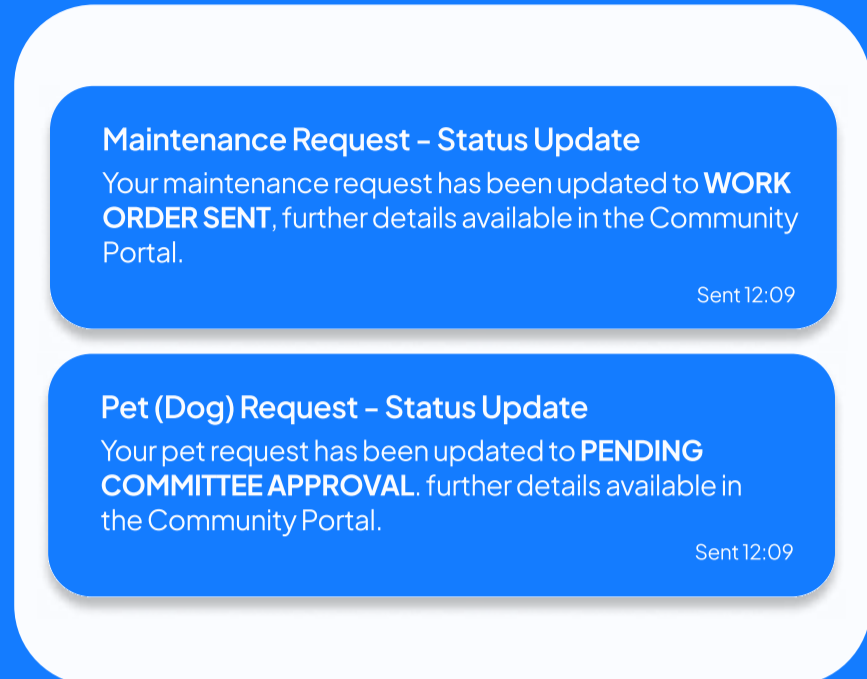 Maintenance Request - Status Update
Your maintenance request has been updated to WORK
ORDER SENT, further details available in the Community
Portal.
Sent 12:09
Pet (Dog) Request - Status Update
Your pet request has been updated to PENDING
COMMITTEE APPROVAL. further details available in
the Community Portal.
Sent 12:09